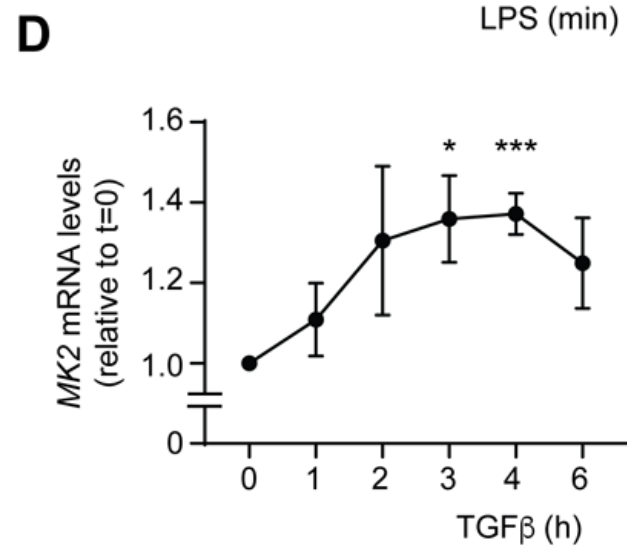 LPS (min)
D
1.6
1.4
1.2
1.0
0
MK2 mRNA levels
(relative to t=0)
* ***
0 1 2 3 4 6
TGFβ (h)